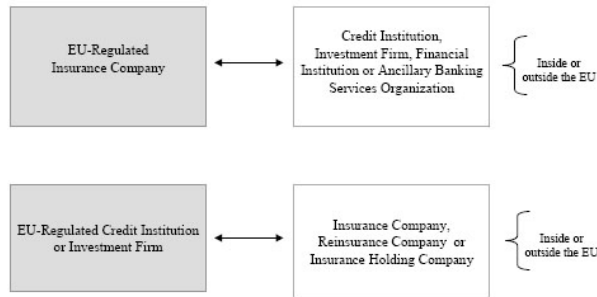 EU-Regulated
Insurance Company
Credit Institution,
Investment Firm, Financial
Institution or Ancillary Banking
Services Organization
Inside or
outside the EU
EU-Regulated Credit Institution
or Investment Firm
Insurance Company,
Reinsurance Company or
Insurance Holding Company
Inside or
outside the EU